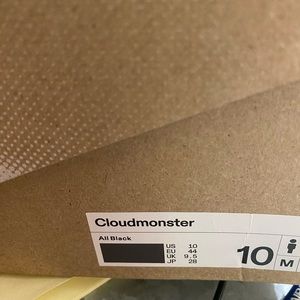 Cloudmonster
All Black
US 10
EU 44
UK 9.5
JP 28
10
M